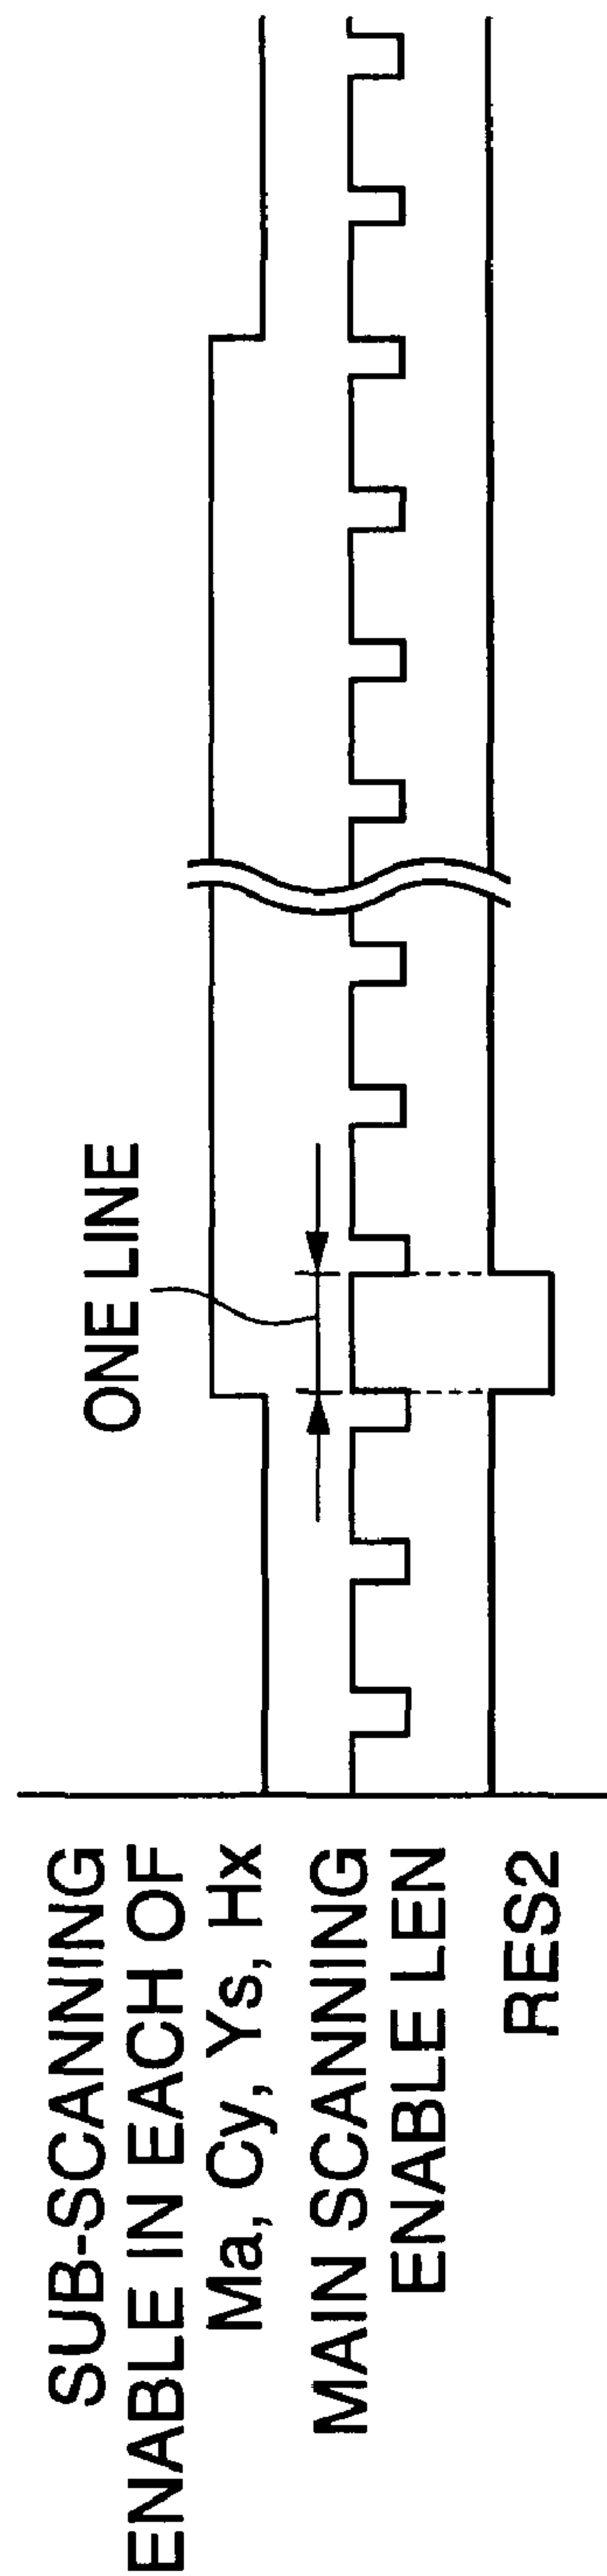 ONE LINE
SUB-SCANNING
ENABLE IN EACH OF
Ma, Cy, Ys, Hx
MAIN SCANNING
ENABLE LEN
RES2